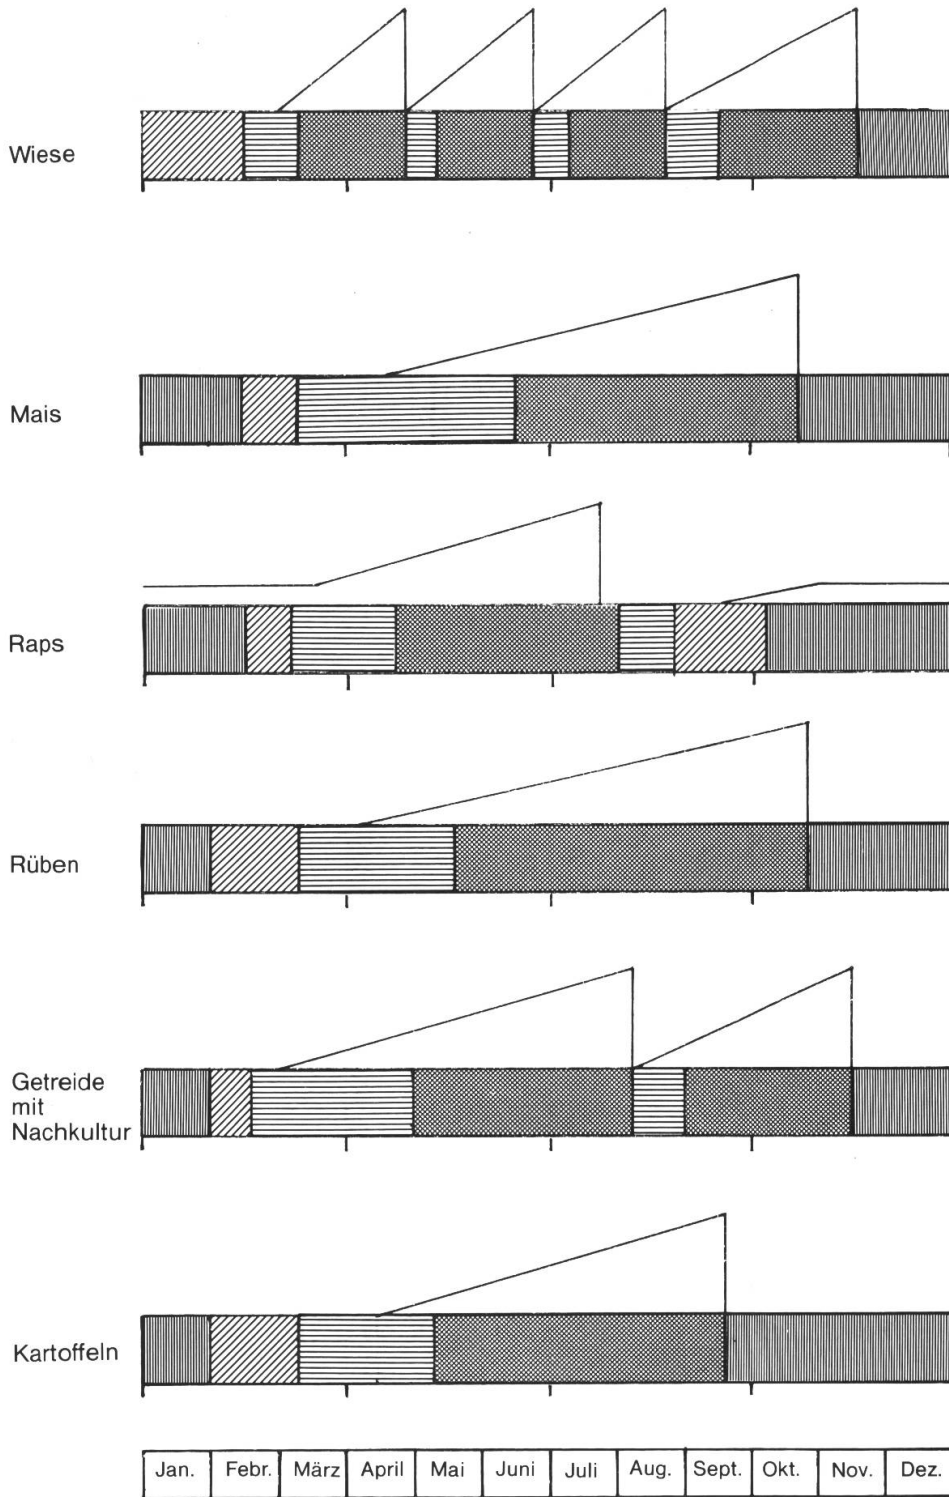 Wiese
Mais
Raps
Rüben
Getreide
mit
Nachkultur
Kartoffeln
Jan. Febr. März April Mai Juni Juli Aug. Sept. Okt. Nov. Dez.